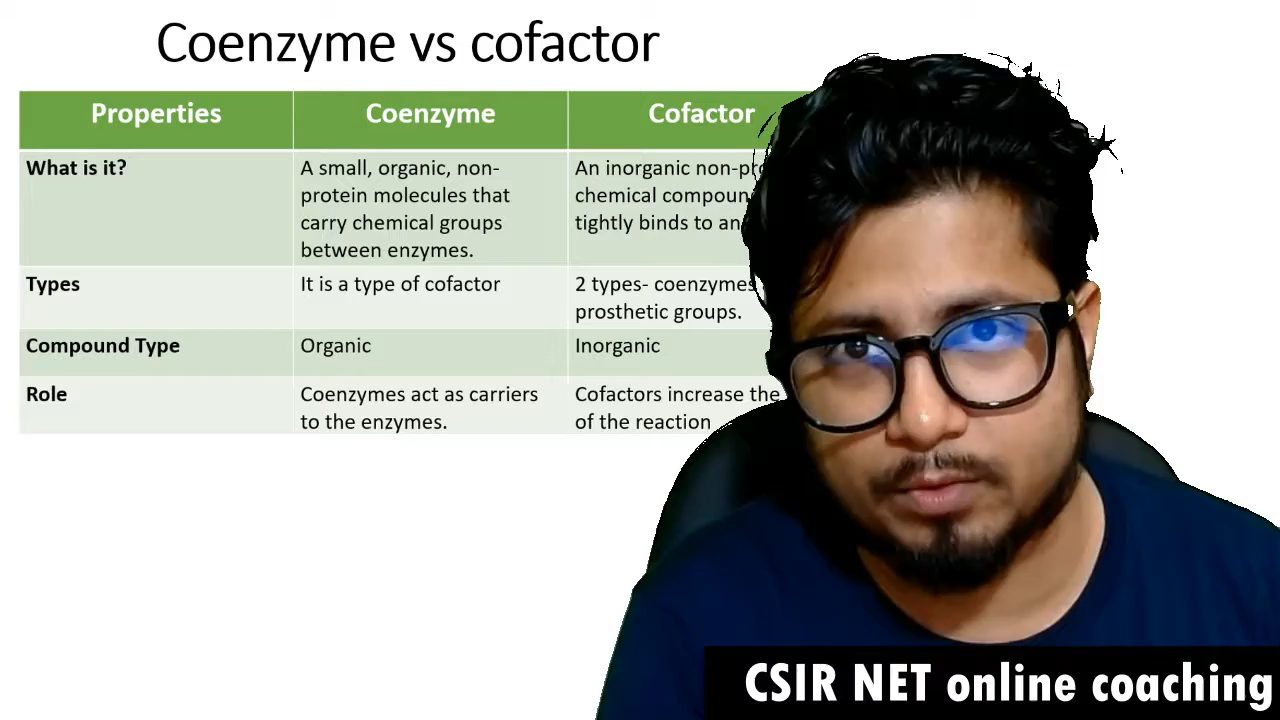 Coenzyme vs cofactor
Properties
Coenzyme
Cofactor
What is it?
A small, organic, non-
protein molecules that
carry chemical groups
between enzymes.
An inorganic
chemical
tightly binds to
Types
It is a type of cofactor
2 types- coenzymes
prosthetic groups.
Compound Type
Organic
Inorganic
Role
Coenzymes act as carriers
to the enzymes.
Cofactors increase the
of the reaction
CSIR NET online coaching